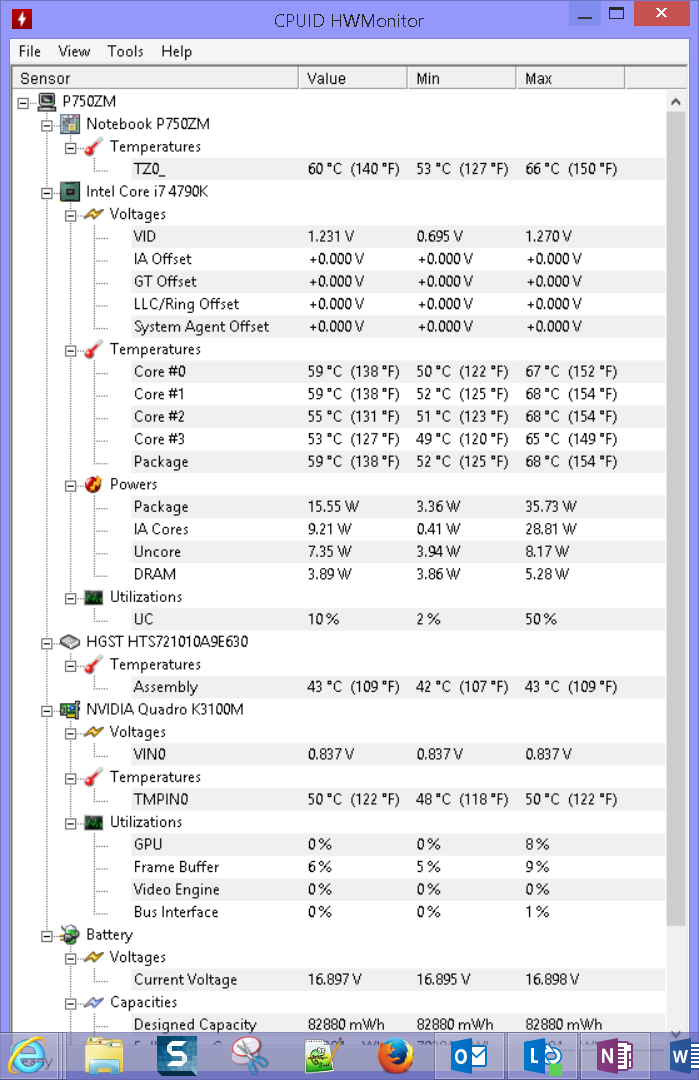 CPUID HWMonitor
File View Tools Help
Sensor Value Min Max
P750ZM
Notebook P750ZM
Temperatures
TZ0_ 60 °C (140 °F) 53 °C (127 °F) 66 °C (150 °F)
Intel Core i7 4790K
Voltages
VID 1.231 V 0.695 V 1.270 V
IA Offset +0.000 V +0.000 V +0.000 V
GT Offset +0.000 V +0.000 V +0.000 V
LLC/Ring Offset +0.000 V +0.000 V +0.000 V
System Agent Offset +0.000 V +0.000 V +0.000 V
Temperatures
Core #0 59 °C (138 °F) 50 °C (122 °F) 67 °C (152 °F)
Core #1 59 °C (138 °F) 52 °C (125 °F) 68 °C (154 °F)
Core #2 55 °C (131 °F) 51 °C (123 °F) 68 °C (154 °F)
Core #3 53 °C (127 °F) 49 °C (120 °F) 65 °C (149 °F)
Package 59 °C (138 °F) 52 °C (125 °F) 68 °C (154 °F)
Powers
Package 15.55 W 3.36 W 35.73 W
IA Cores 9.21 W 0.41 W 28.81 W
Uncore 7.35 W 3.94 W 8.17 W
DRAM 3.89 W 3.86 W 5.28 W
Utilizations
UC 10 % 2 % 50 %
HGST HTS721010A9E630
Temperatures
Assembly 43 °C (109 °F) 42 °C (107 °F) 43 °C (109 °F)
NVIDIA Quadro K3100M
Voltages
VIN0 0.837 V 0.837 V 0.837 V
Temperatures
TMPIN0 50 °C (122 °F) 48 °C (118 °F) 50 °C (122 °F)
Utilizations
GPU 0 % 0 % 8 %
Frame Buffer 6 % 5 % 9 %
Video Engine 0 % 0 % 0 %
Bus Interface 0 % 0 % 1 %
Battery
Voltages
Current Voltage 16.897 V 16.895 V 16.898 V
Capacities
Designed Capacity 82880 mWh 82880 mWh 82880 mWh